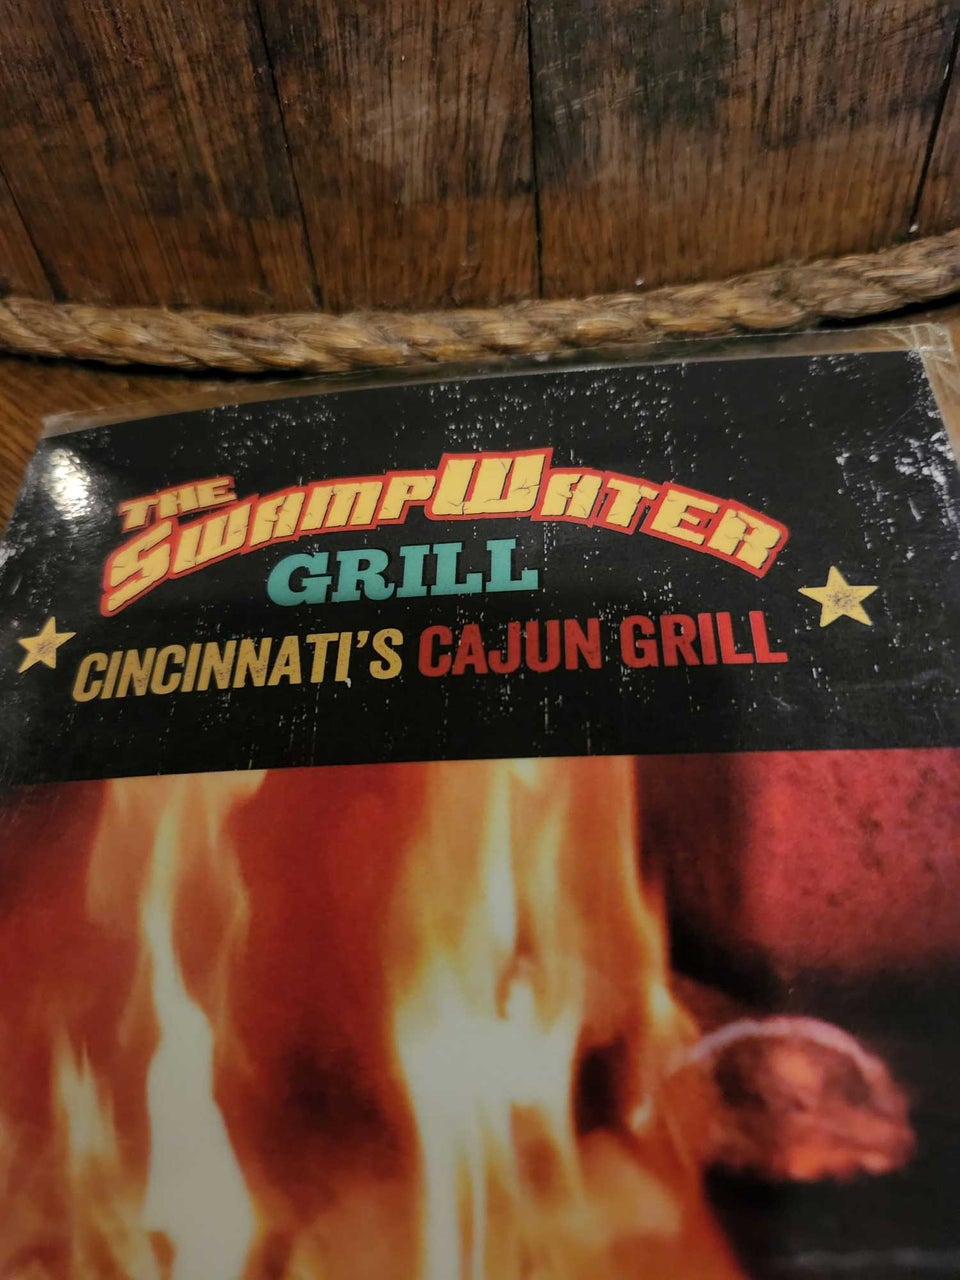 THE
SWAMPWATER
GRILL
CINCINNATI'S CAJUN GRILL